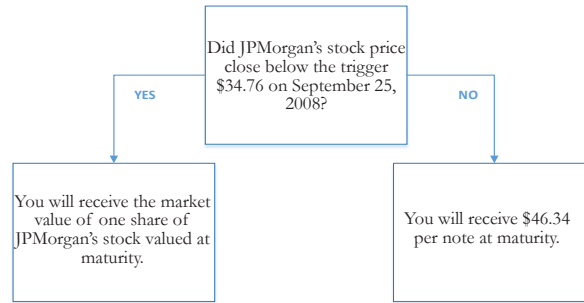 Did JPMorgan's stock price
close below the trigger
$34.76 on September 25,
2008?
YES
NO
You will receive the market
value of one share of
JPMorgan's stock valued at
maturity.
You will receive $46.34
per note at maturity.